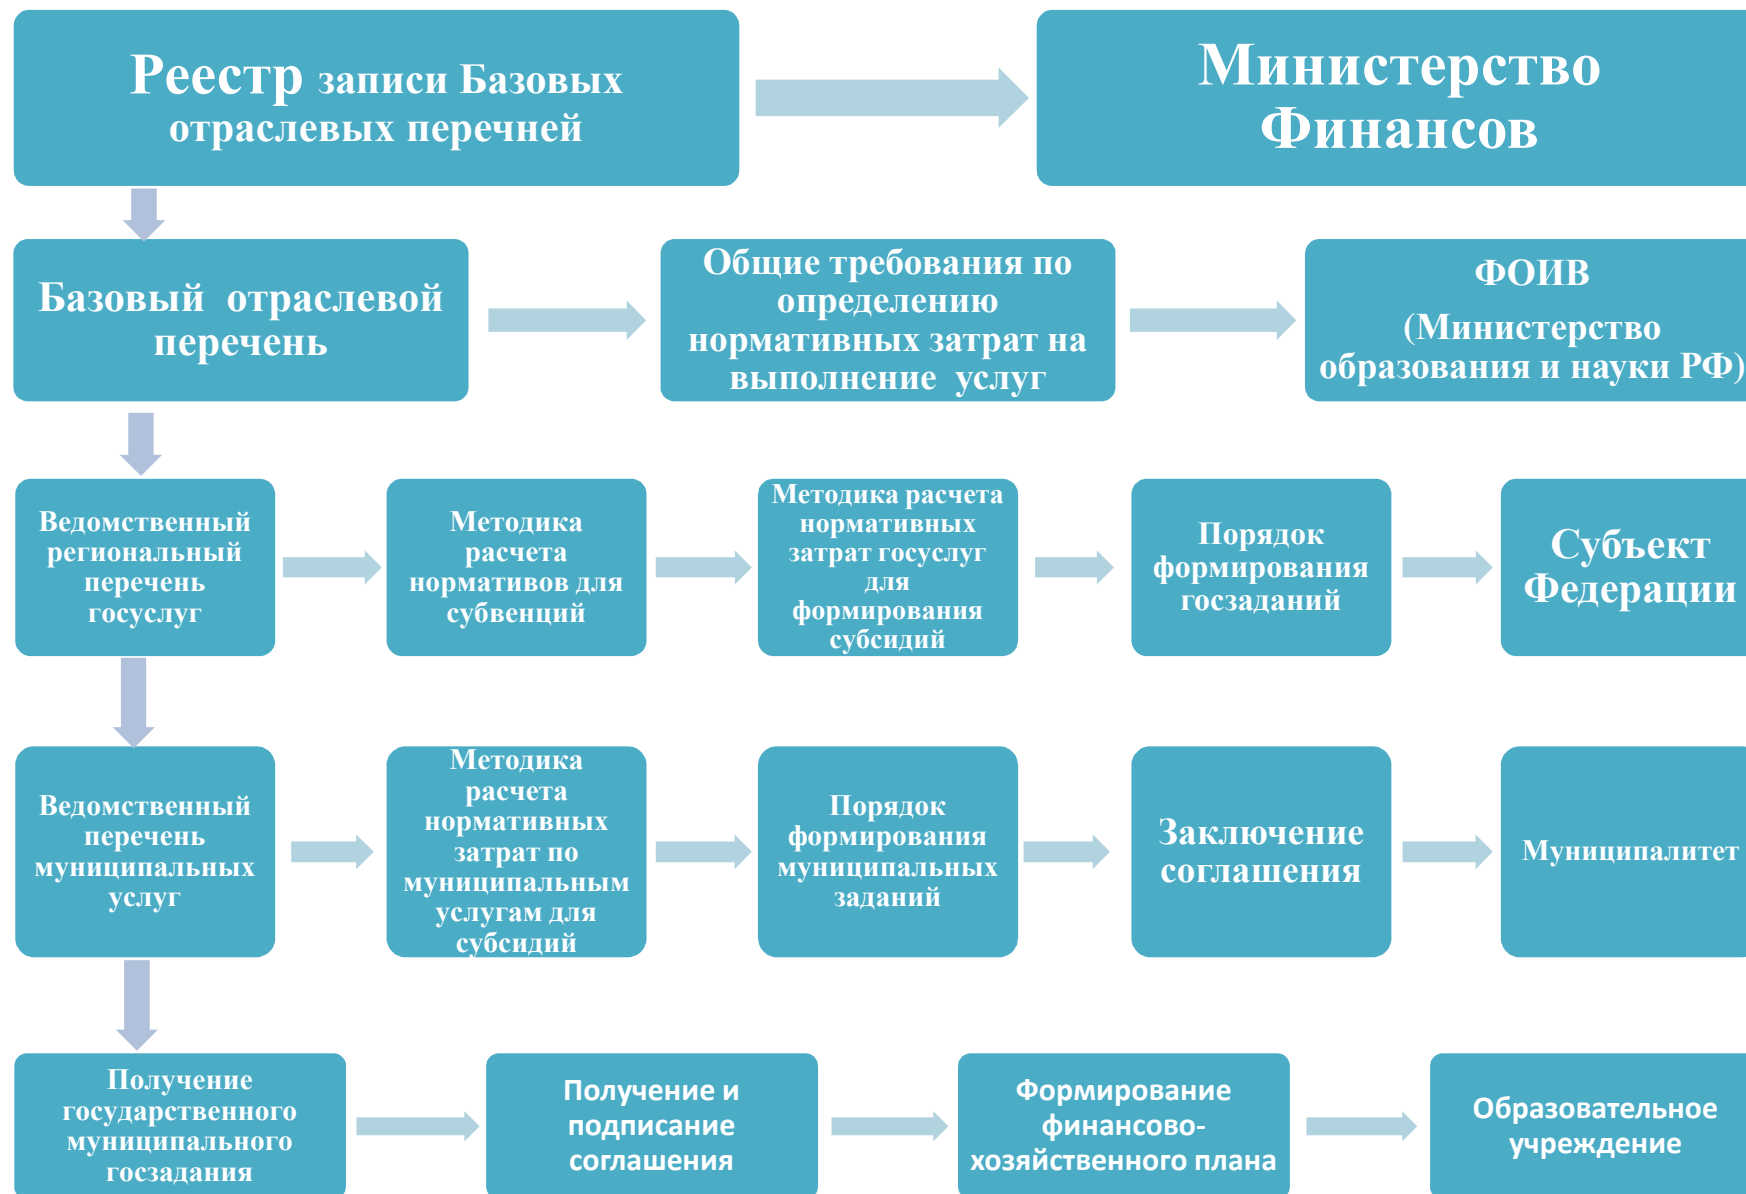 Реестр записи Базовых
отраслевых перечней
Министерство
Финансов
Базовый отраслевой
перечень
Общие требования по
определению
нормативных затрат на
выполнение услуг
ФОИВ
(Министерство
образования и науки РФ)
Ведомственный
региональный
перечень
госуслуг
Методика
расчета
нормативов для
субвенций
Методика расчета
нормативных
затрат госуслуг
для
формирования
субсидий
Порядок
формирования
госзаданий
Субъект
Федерации
Ведомственный
перечень
муниципальных
услуг
Методика
расчета
нормативных
затрат по
муниципальным
услугам для
субсидий
Порядок
формирования
муниципальных
заданий
Заключение
соглашения
Муниципалитет
Получение
государственного
муниципального
госзадания
Получение и
подписание
соглашения
Формирование
финансово-
хозяйственного плана
Образовательное
учреждение